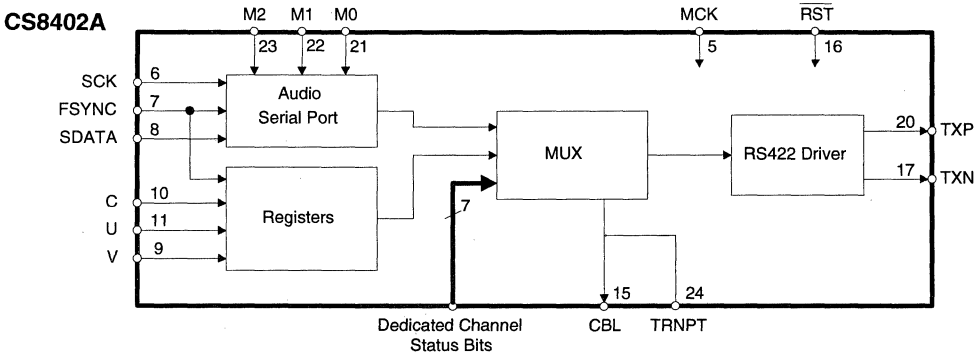 CS8402A
M2 M1 M0 MCK RST
23 22 21 5 16
SCK 6
FSYNC 7
SDATA 8
Audio
Serial Port
C 10
U 11
V 9
Registers
MUX
7
RS422 Driver
20 TXP
17 TXN
15 24
Dedicated Channel
Status Bits
CBL TRNPT